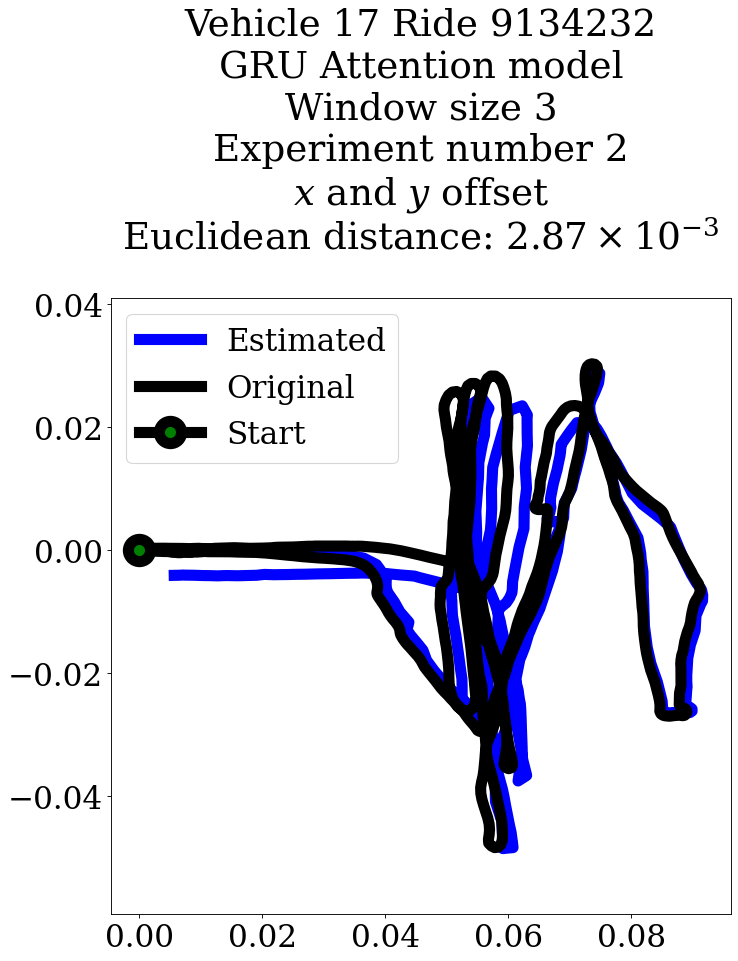 Vehicle 17 Ride 9134232
GRU Attention model
Window size 3
Experiment number 2
x and y offset
Euclidean distance: 2.87 × 10⁻³
0.04
Estimated
Original
Start
0.02
0.00
−0.02
−0.04
0.00 0.02 0.04 0.06 0.08